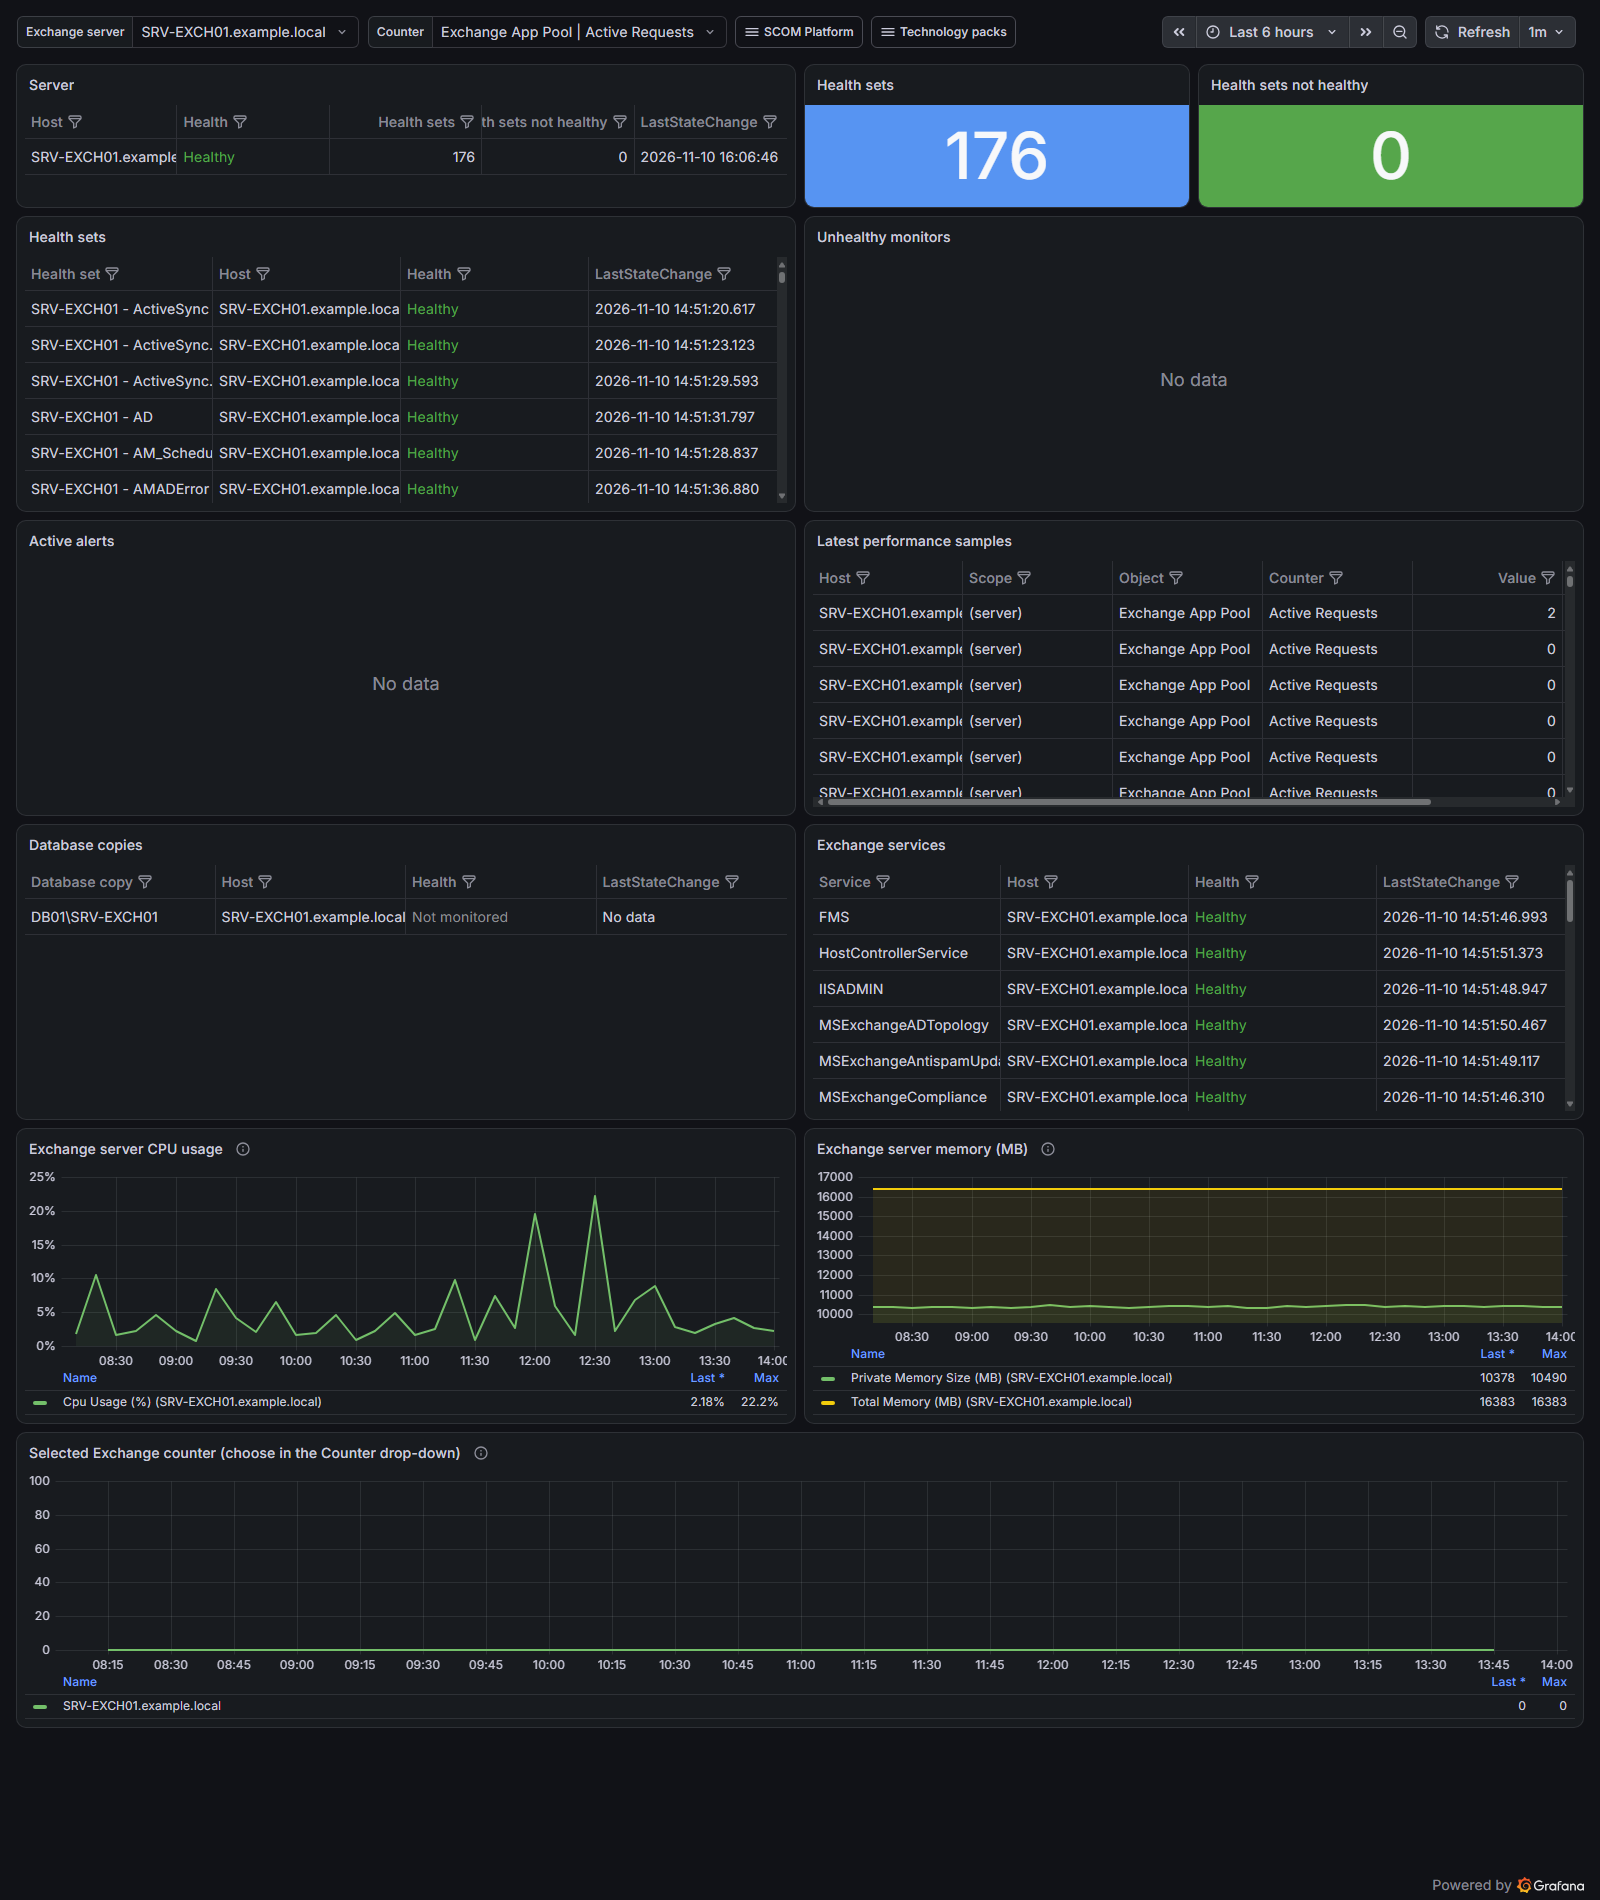 Exchange server SRV-EXCH01.example.local Counter Exchange App Pool | Active Requests SCOM Platform Technology packs Last 6 hours Refresh 1m
Server
Host Health Health sets th sets not healthy LastStateChange
SRV-EXCH01.example Healthy 176 0 2026-11-10 16:06:46
Health sets
176
Health sets not healthy
0
Health sets
Health set Host Health LastStateChange
SRV-EXCH01 - ActiveSync SRV-EXCH01.example.loca Healthy 2026-11-10 14:51:20.617
SRV-EXCH01 - ActiveSync. SRV-EXCH01.example.loca Healthy 2026-11-10 14:51:23.123
SRV-EXCH01 - ActiveSync. SRV-EXCH01.example.loca Healthy 2026-11-10 14:51:29.593
SRV-EXCH01 - AD SRV-EXCH01.example.loca Healthy 2026-11-10 14:51:31.797
SRV-EXCH01 - AM_Schedu SRV-EXCH01.example.loca Healthy 2026-11-10 14:51:28.837
SRV-EXCH01 - AMADError SRV-EXCH01.example.loca Healthy 2026-11-10 14:51:36.880
Unhealthy monitors
No data
Active alerts
No data
Latest performance samples
Host Scope Object Counter Value
SRV-EXCH01.example (server) Exchange App Pool Active Requests 2
SRV-EXCH01.example (server) Exchange App Pool Active Requests 0
SRV-EXCH01.example (server) Exchange App Pool Active Requests 0
SRV-EXCH01.example (server) Exchange App Pool Active Requests 0
SRV-EXCH01.example (server) Exchange App Pool Active Requests 0
SRV-EXCH01.example (server) Exchange App Pool Active Requests 0
Database copies
Database copy Host Health LastStateChange
DB01\SRV-EXCH01 SRV-EXCH01.example.local Not monitored No data
Exchange services
Service Host Health LastStateChange
FMS SRV-EXCH01.example.loca Healthy 2026-11-10 14:51:46.993
HostControllerService SRV-EXCH01.example.loca Healthy 2026-11-10 14:51:51.373
IISADMIN SRV-EXCH01.example.loca Healthy 2026-11-10 14:51:48.947
MSExchangeADTopology SRV-EXCH01.example.loca Healthy 2026-11-10 14:51:50.467
MSExchangeAntispamUpda SRV-EXCH01.example.loca Healthy 2026-11-10 14:51:49.117
MSExchangeCompliance SRV-EXCH01.example.loca Healthy 2026-11-10 14:51:46.310
Exchange server CPU usage
25%
20%
15%
10%
5%
0%
08:30 09:00 09:30 10:00 10:30 11:00 11:30 12:00 12:30 13:00 13:30 14:00
Name Last * Max
Cpu Usage (%) (SRV-EXCH01.example.local) 2.18% 22.2%
Exchange server memory (MB)
17000
16000
15000
14000
13000
12000
11000
10000
08:30 09:00 09:30 10:00 10:30 11:00 11:30 12:00 12:30 13:00 13:30 14:00
Name Last * Max
Private Memory Size (MB) (SRV-EXCH01.example.local) 10378 10490
Total Memory (MB) (SRV-EXCH01.example.local) 16383 16383
Selected Exchange counter (choose in the Counter drop-down)
100
80
60
40
20
0
08:15 08:30 08:45 09:00 09:15 09:30 09:45 10:00 10:15 10:30 10:45 11:00 11:15 11:30 11:45 12:00 12:15 12:30 12:45 13:00 13:15 13:30 13:45 14:00
Name Last * Max
SRV-EXCH01.example.local 0 0
Powered by Grafana